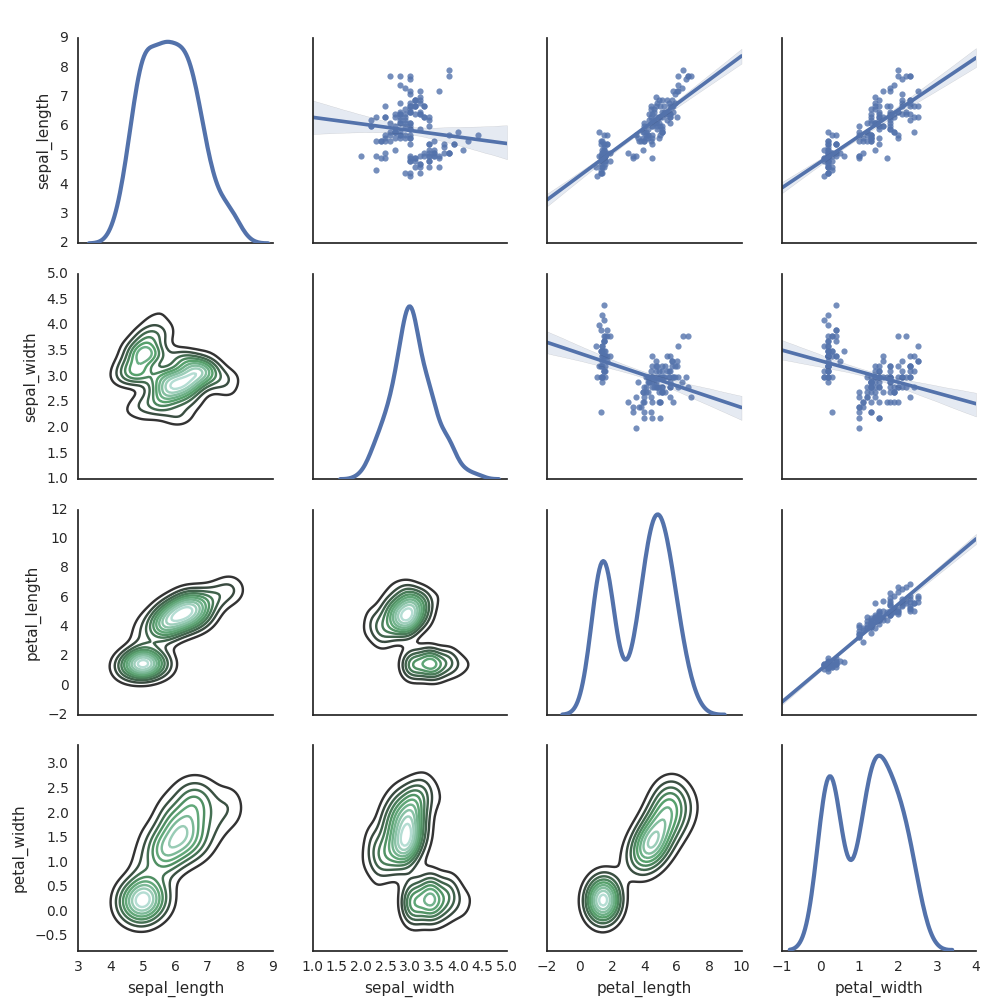 9
8
7
6
5
4
3
2
sepal_length
5.0
4.5
4.0
3.5
3.0
2.5
2.0
1.5
1.0
sepal_width
12
10
8
6
4
2
0
−2
petal_length
3.0
2.5
2.0
1.5
1.0
0.5
0.0
−0.5
petal_width
3 4 5 6 7 8 9
sepal_length
1.0 1.5 2.0 2.5 3.0 3.5 4.0 4.5 5.0
sepal_width
−2 0 2 4 6 8 10
petal_length
−1 0 1 2 3 4
petal_width